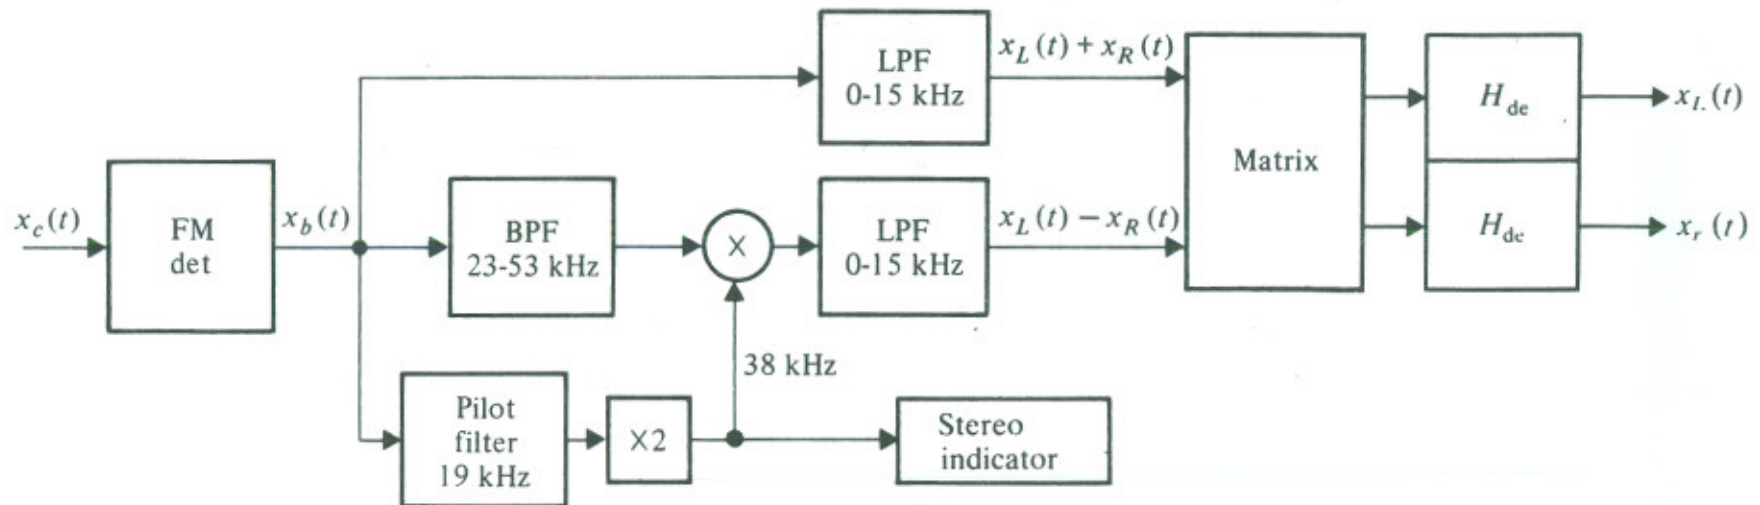 LPF
0-15 kHz
x_L(t) + x_R(t)
Matrix
H_de
x_L(t)
x_c(t)
FM
det
x_b(t)
BPF
23-53 kHz
X
LPF
0-15 kHz
x_L(t) − x_R(t)
H_de
x_r(t)
38 kHz
Pilot
filter
19 kHz
X2
Stereo
indicator